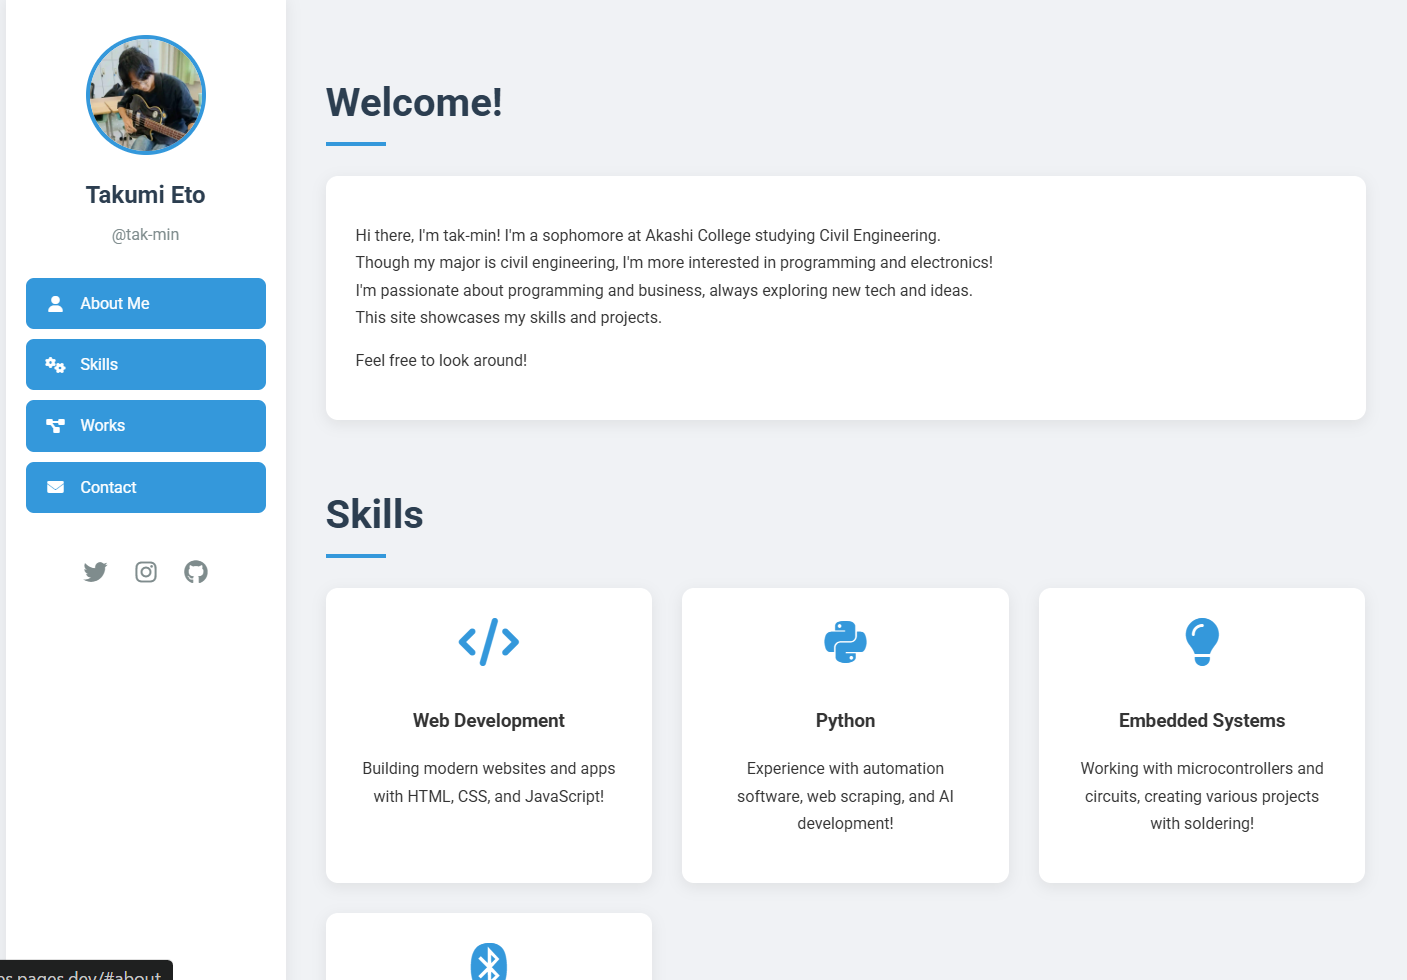 Takumi Eto
@tak-min
About Me
Skills
Works
Contact
Welcome!
Hi there, I'm tak-min! I'm a sophomore at Akashi College studying Civil Engineering.
Though my major is civil engineering, I'm more interested in programming and electronics!
I'm passionate about programming and business, always exploring new tech and ideas.
This site showcases my skills and projects.
Feel free to look around!
Skills
Web Development
Building modern websites and apps
with HTML, CSS, and JavaScript!
Python
Experience with automation
software, web scraping, and AI
development!
Embedded Systems
Working with microcontrollers and
circuits, creating various projects
with soldering!
es.pages.dev/#about